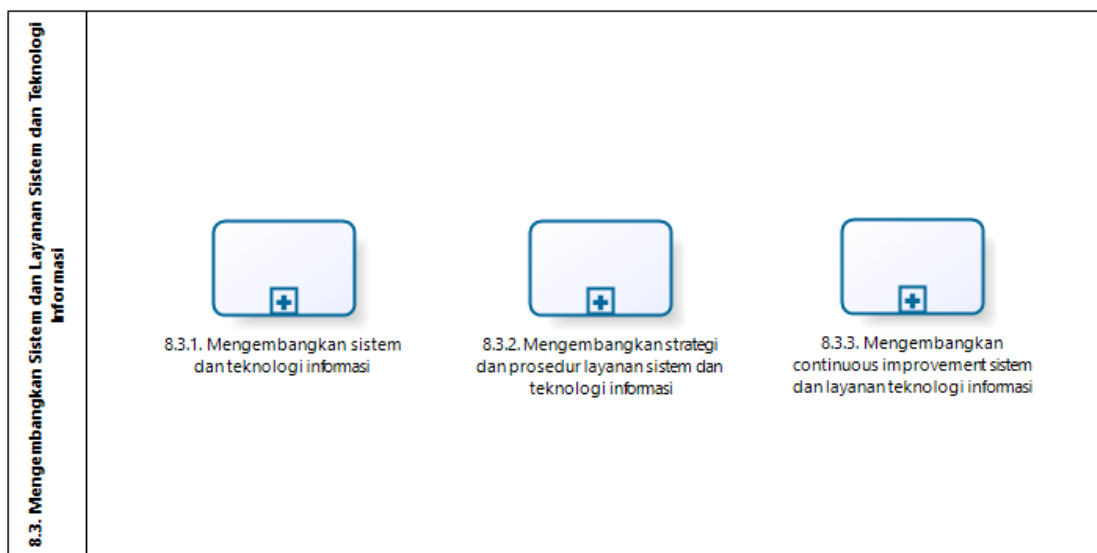 8.3. Mengembangkan Sistem dan Layanan Sistem dan Teknologi
Informasi
8.3.1. Mengembangkan sistem
dan teknologi informasi
8.3.2. Mengembangkan strategi
dan prosedur layanan sistem dan
teknologi informasi
8.3.3. Mengembangkan
continuous improvement sistem
dan layanan teknologi informasi